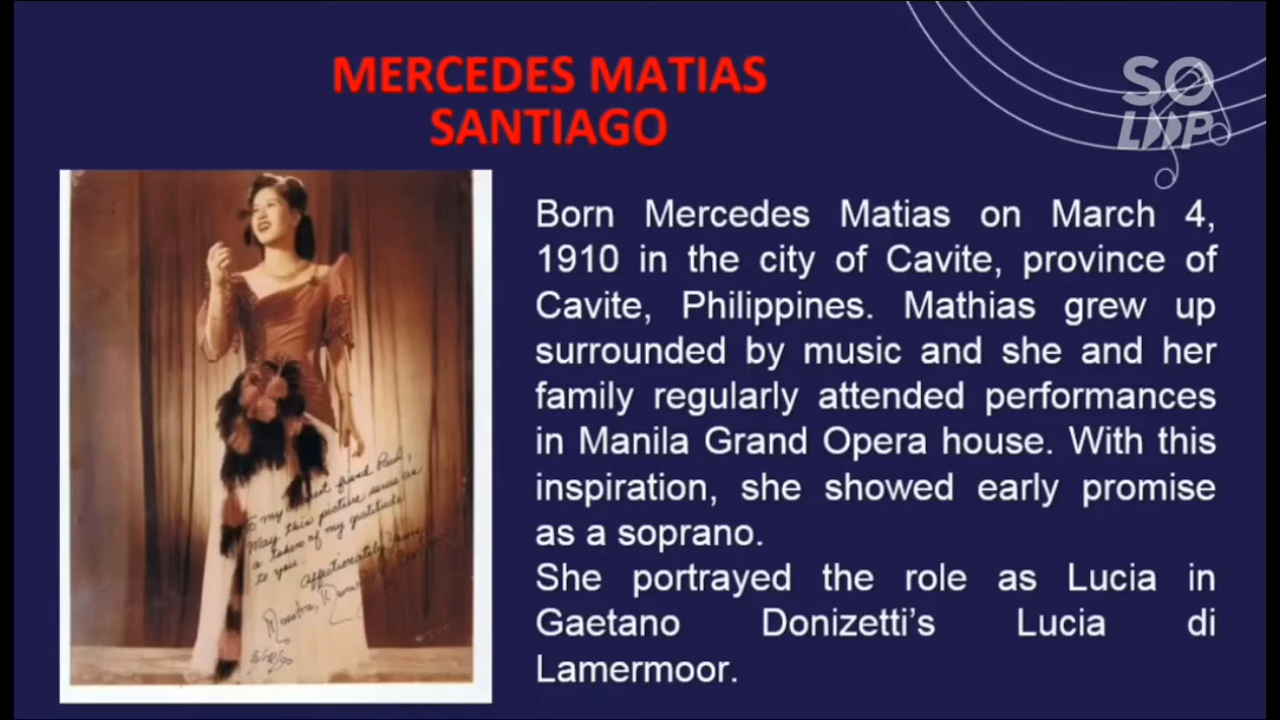 MERCEDES MATIAS
SANTIAGO
SO
Born Mercedes Matias on March 4,
1910 in the city of Cavite, province of
Cavite, Philippines. Mathias grew up
surrounded by music and she and her
family regularly attended performances
in Manila Grand Opera house. With this
inspiration, she showed early promise
as a soprano.
She portrayed the role as Lucia in
Gaetano Donizetti's Lucia di
Lamermoor.
To my friend
May this picture serve as
a token of my gratitude
to you.
Affectionately